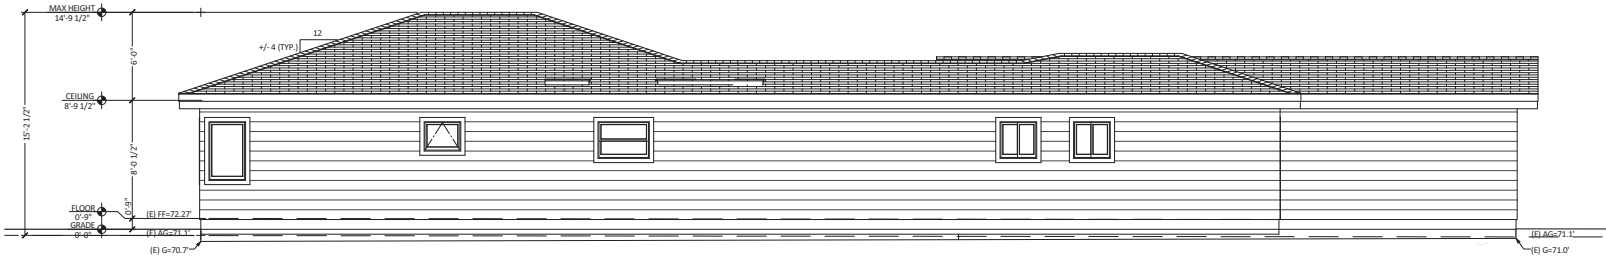 MAX HEIGHT
14'-9 1/2"
12
+/- 4 (TYP.)
6'-0"
CEILING
8'-9 1/2"
15'-2 1/2"
8'-0 1/2"
0'-9"
FLOOR
0'-9"
(E) FF=72.27'
GRADE
0'-0"
(E) AG=71.1'
(E) G=70.7'
(E) AG=71.1'
(E) G=71.0'